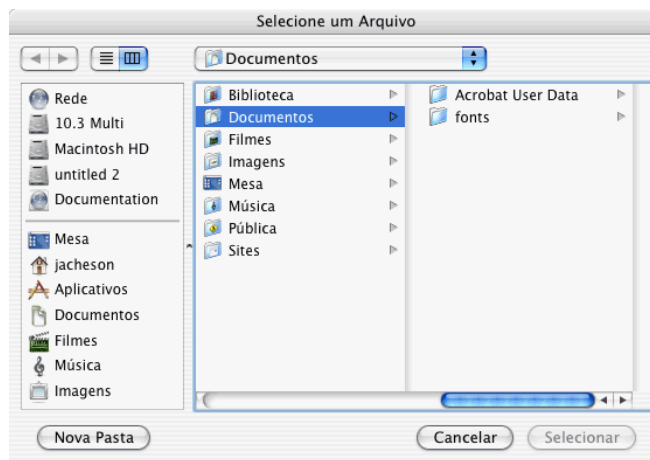 Selecione um Arquivo
Documentos
Rede
10.3 Multi
Macintosh HD
untitled 2
Documentation
Mesa
jacheson
Aplicativos
Documentos
Filmes
Música
Imagens
Biblioteca
Documentos
Filmes
Imagens
Mesa
Música
Pública
Sites
Acrobat User Data
fonts
Nova Pasta
Cancelar
Selecionar